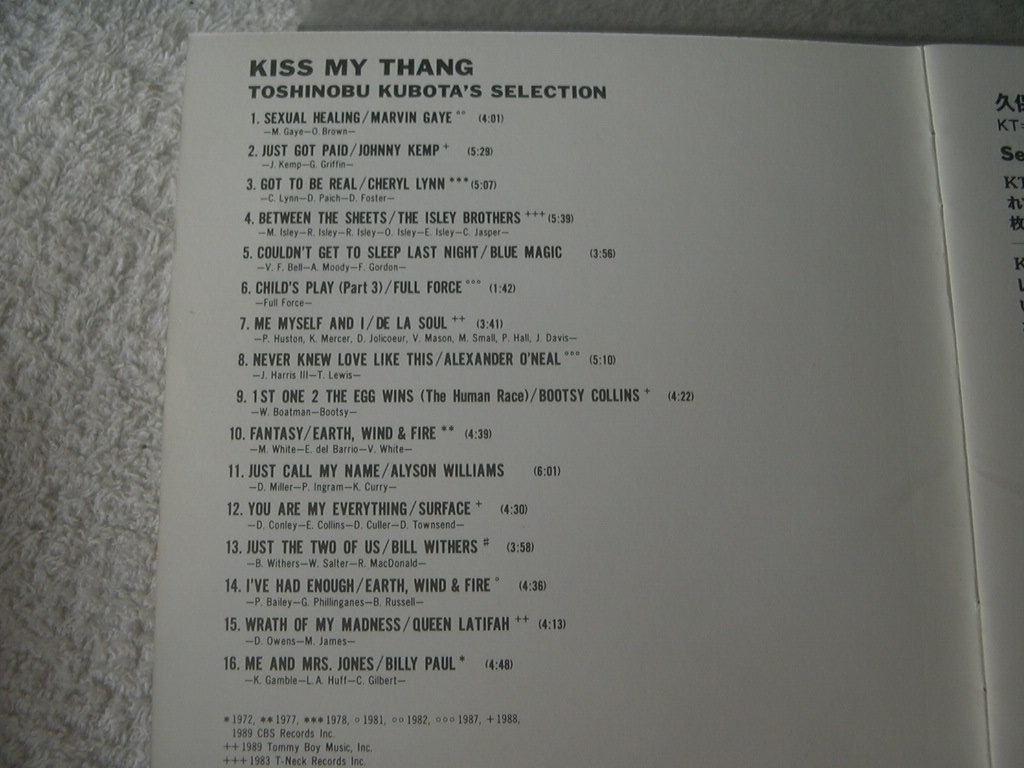 KISS MY THANG
TOSHINOBU KUBOTA'S SELECTION
1. SEXUAL HEALING/MARVIN GAYE °° (4:01)
—M. Gaye—O. Brown—
2. JUST GOT PAID/JOHNNY KEMP + (5:29)
—J. Kemp—G. Griffin—
3. GOT TO BE REAL/CHERYL LYNN *** (5:07)
—C. Lynn—D. Paich—D. Foster—
4. BETWEEN THE SHEETS/THE ISLEY BROTHERS +++ (5:39)
—M. Isley—R. Isley—R. Isley—O. Isley—E. Isley—C. Jasper—
5. COULDN'T GET TO SLEEP LAST NIGHT/BLUE MAGIC (3:56)
—V. F. Bell—A. Moody—F. Gordon—
6. CHILD'S PLAY (Part 3)/FULL FORCE °°° (1:42)
—Full Force—
7. ME MYSELF AND I/DE LA SOUL ++ (3:41)
—P. Huston, K. Mercer, D. Jolicoeur, V. Mason, M. Small, P. Hall, J. Davis—
8. NEVER KNEW LOVE LIKE THIS/ALEXANDER O'NEAL °°° (5:10)
—J. Harris III—T. Lewis—
9. 1ST ONE 2 THE EGG WINS (The Human Race)/BOOTSY COLLINS + (4:22)
—W. Boatman—Bootsy—
10. FANTASY/EARTH, WIND & FIRE ** (4:39)
—M. White—E. del Barrio—V. White—
11. JUST CALL MY NAME/ALYSON WILLIAMS (6:01)
—D. Miller—P. Ingram—K. Curry—
12. YOU ARE MY EVERYTHING/SURFACE + (4:30)
—D. Conley—E. Collins—D. Culler—D. Townsend—
13. JUST THE TWO OF US/BILL WITHERS # (3:58)
—B. Withers—W. Salter—R. MacDonald—
14. I'VE HAD ENOUGH/EARTH, WIND & FIRE ° (4:36)
—P. Bailey—G. Phillinganes—B. Russell—
15. WRATH OF MY MADNESS/QUEEN LATIFAH ++ (4:13)
—D. Owens—M. James—
16. ME AND MRS. JONES/BILLY PAUL * (4:48)
—K. Gamble—L.A. Huff—C. Gilbert—
* 1972, ** 1977, *** 1978, ○ 1981, ○○ 1982, ○○○ 1987, + 1988,
1989 CBS Records Inc.
++ 1989 Tommy Boy Music, Inc.
+++ 1983 T-Neck Records Inc.
久保
KT
Se
KT
れ
枚
K